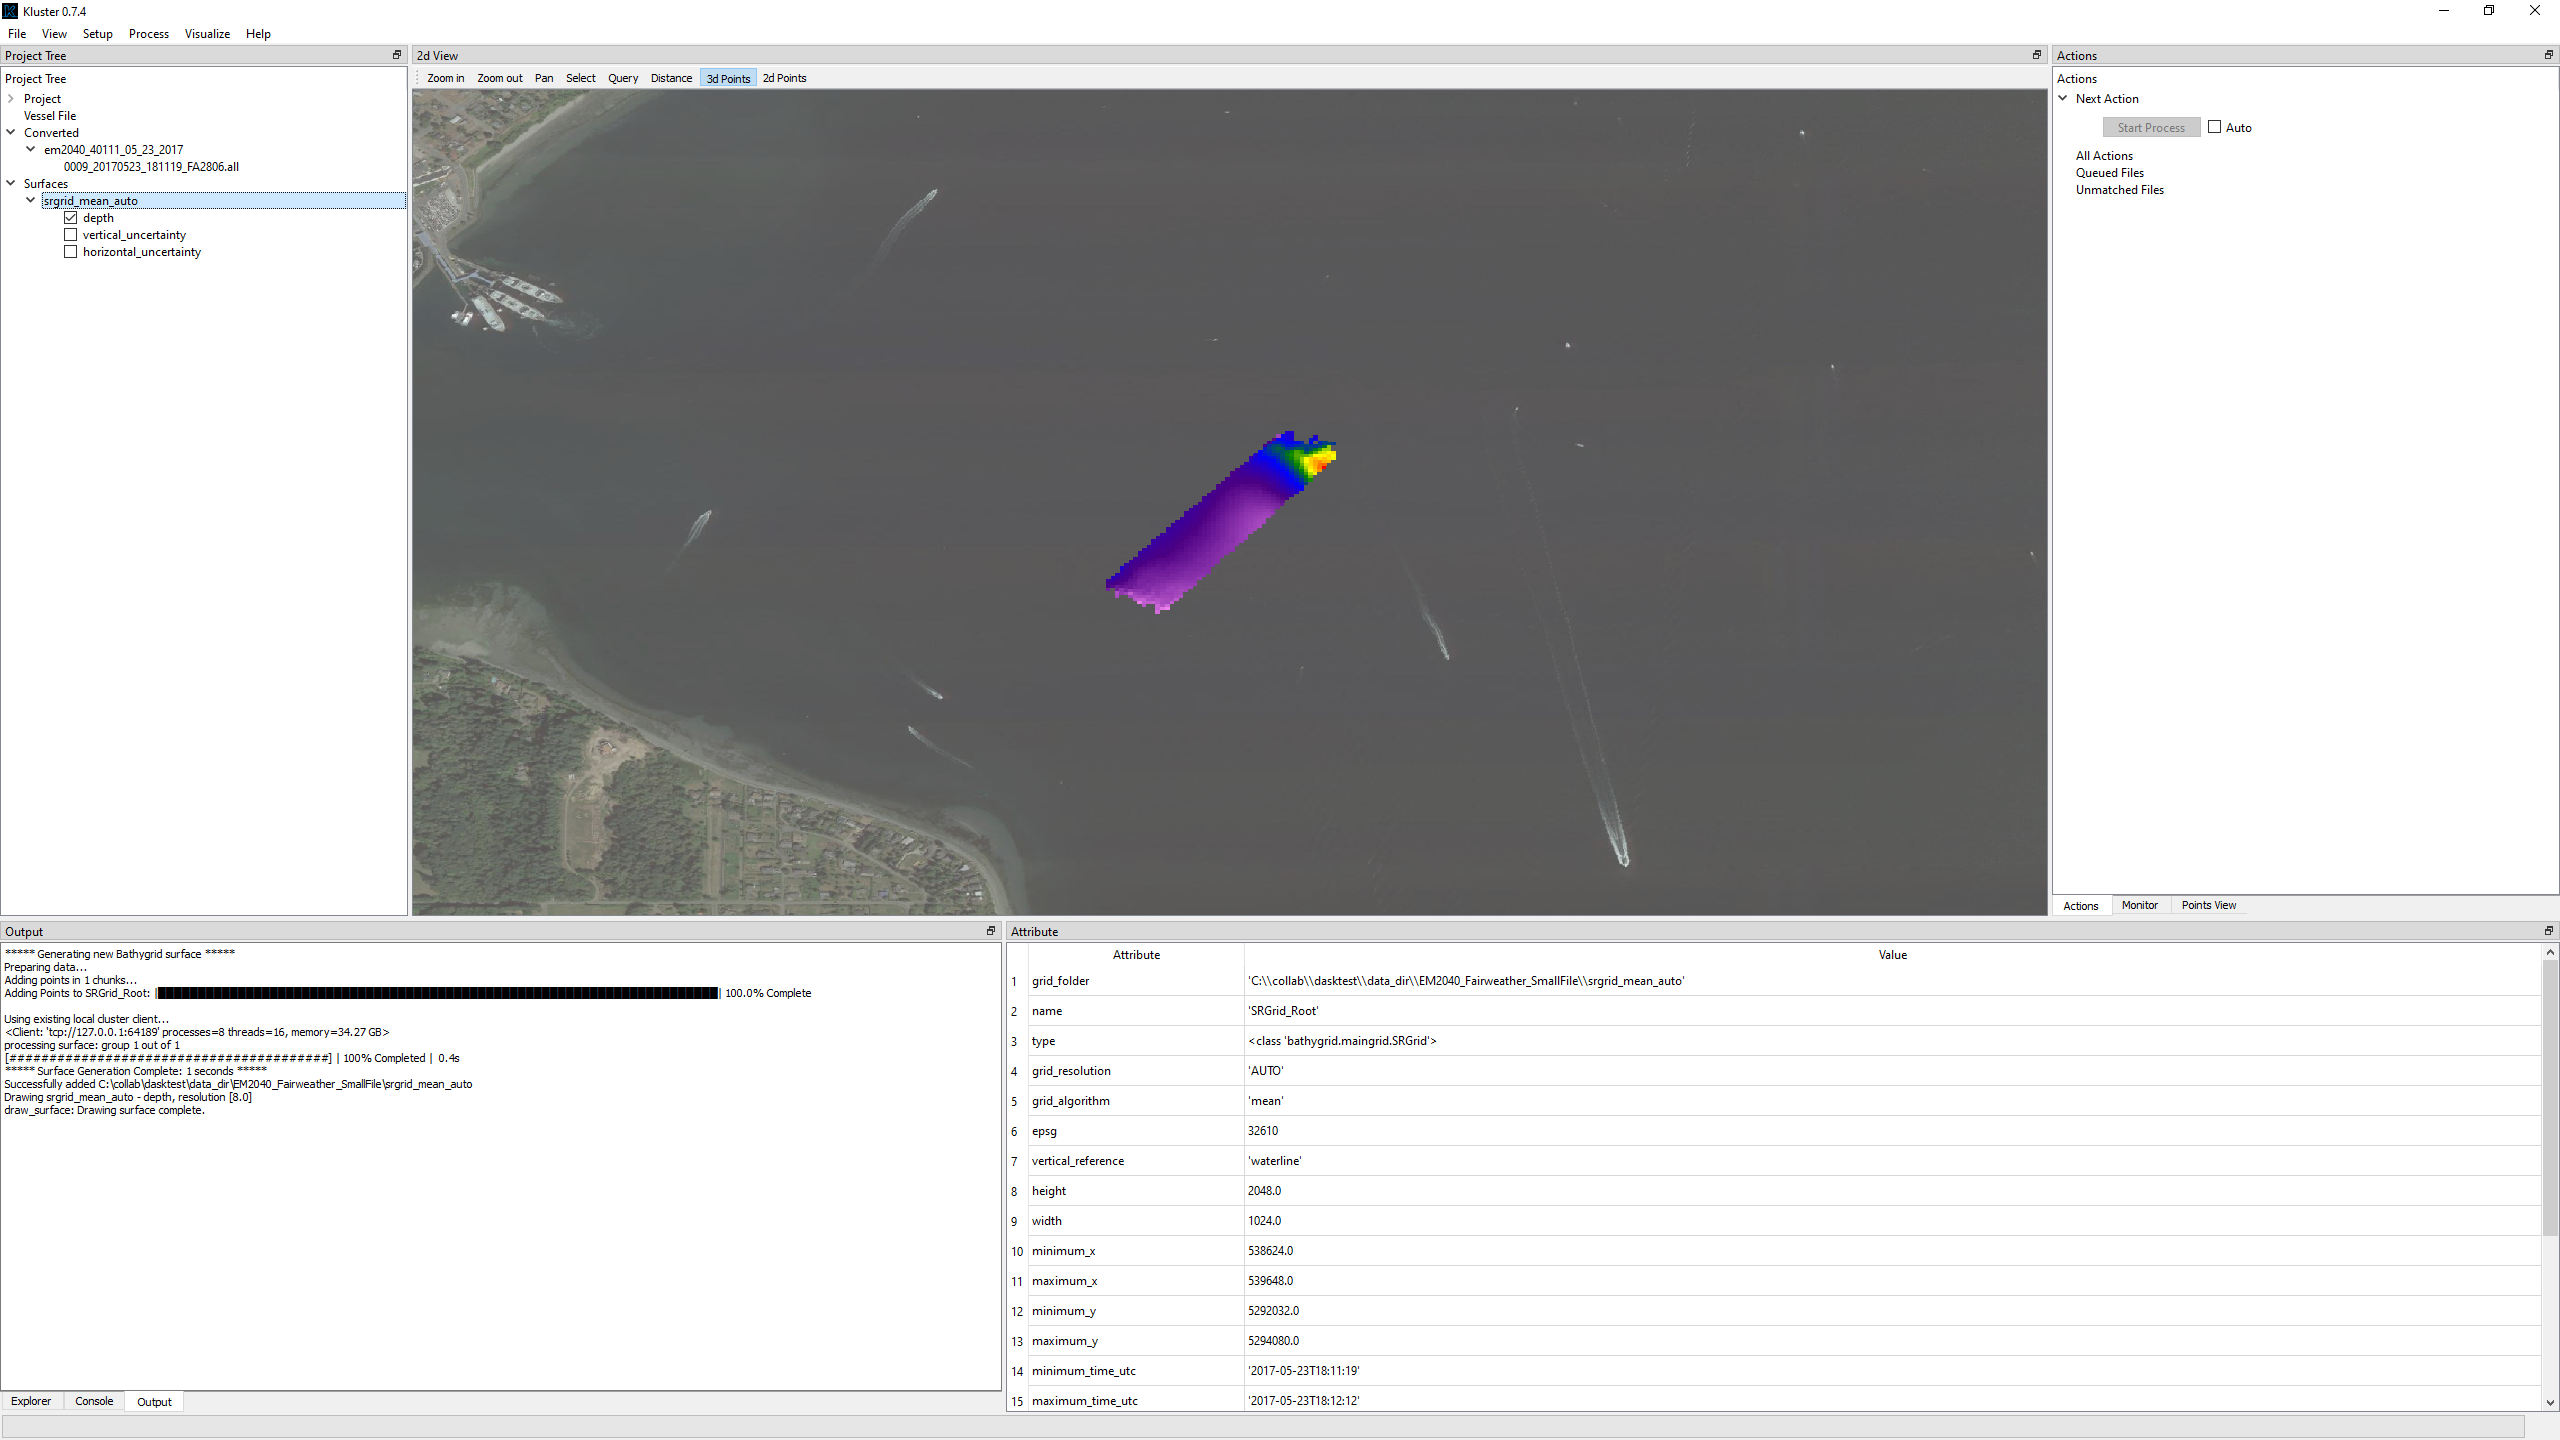 Kluster 0.7.4
File View Setup Process Visualize Help
Project Tree
Project Tree
Project
Vessel File
Converted
em2040_40111_05_23_2017
0009_20170523_181119_FA2806.all
Surfaces
srgrid_mean_auto
depth
vertical_uncertainty
horizontal_uncertainty
2d View
Zoom in Zoom out Pan Select Query Distance 3d Points 2d Points
Actions
Actions
Next Action
Start Process Auto
All Actions
Queued Files
Unmatched Files
Actions Monitor Points View
Output
***** Generating new Bathygrid surface *****
Preparing data...
Adding points in 1 chunks...
Adding Points to SRGrid_Root: |██████████████████████████████| 100.0% Complete
Using existing local cluster client...
<Client: 'tcp://127.0.0.1:64189' processes=8 threads=16, memory=34.27 GB>
processing surface: group 1 out of 1
[########################################] | 100% Completed |  0.4s
***** Surface Generation Complete: 1 seconds *****
Successfully added C:\collab\dasktest\data_dir\EM2040_Fairweather_SmallFile\srgrid_mean_auto
Drawing srgrid_mean_auto - depth, resolution [8.0]
draw_surface: Drawing surface complete.
Explorer Console Output
Attribute
Attribute Value
1 grid_folder 'C:\\collab\\dasktest\\data_dir\\EM2040_Fairweather_SmallFile\\srgrid_mean_auto'
2 name 'SRGrid_Root'
3 type <class 'bathygrid.maingrid.SRGrid'>
4 grid_resolution 'AUTO'
5 grid_algorithm 'mean'
6 epsg 32610
7 vertical_reference 'waterline'
8 height 2048.0
9 width 1024.0
10 minimum_x 538624.0
11 maximum_x 539648.0
12 minimum_y 5292032.0
13 maximum_y 5294080.0
14 minimum_time_utc '2017-05-23T18:11:19'
15 maximum_time_utc '2017-05-23T18:12:12'